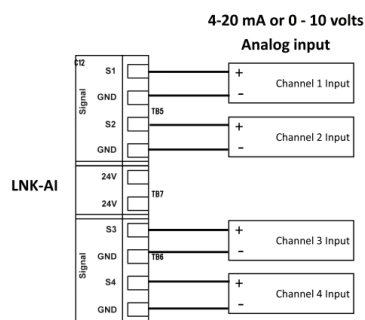 4-20 mA or 0 - 10 volts
Analog input
C12
S1
+
Channel 1 Input
GND
-
Signal
TB5
S2
+
Channel 2 Input
GND
-
24V
LNK-AI
TB7
24V
S3
+
Channel 3 Input
GND
-
TB6
Signal
S4
+
Channel 4 Input
GND
-